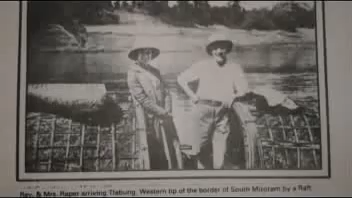 Rev. & Mrs. Raper arriving Tlabung. Western tip of the border of South Mizoram by a Raft